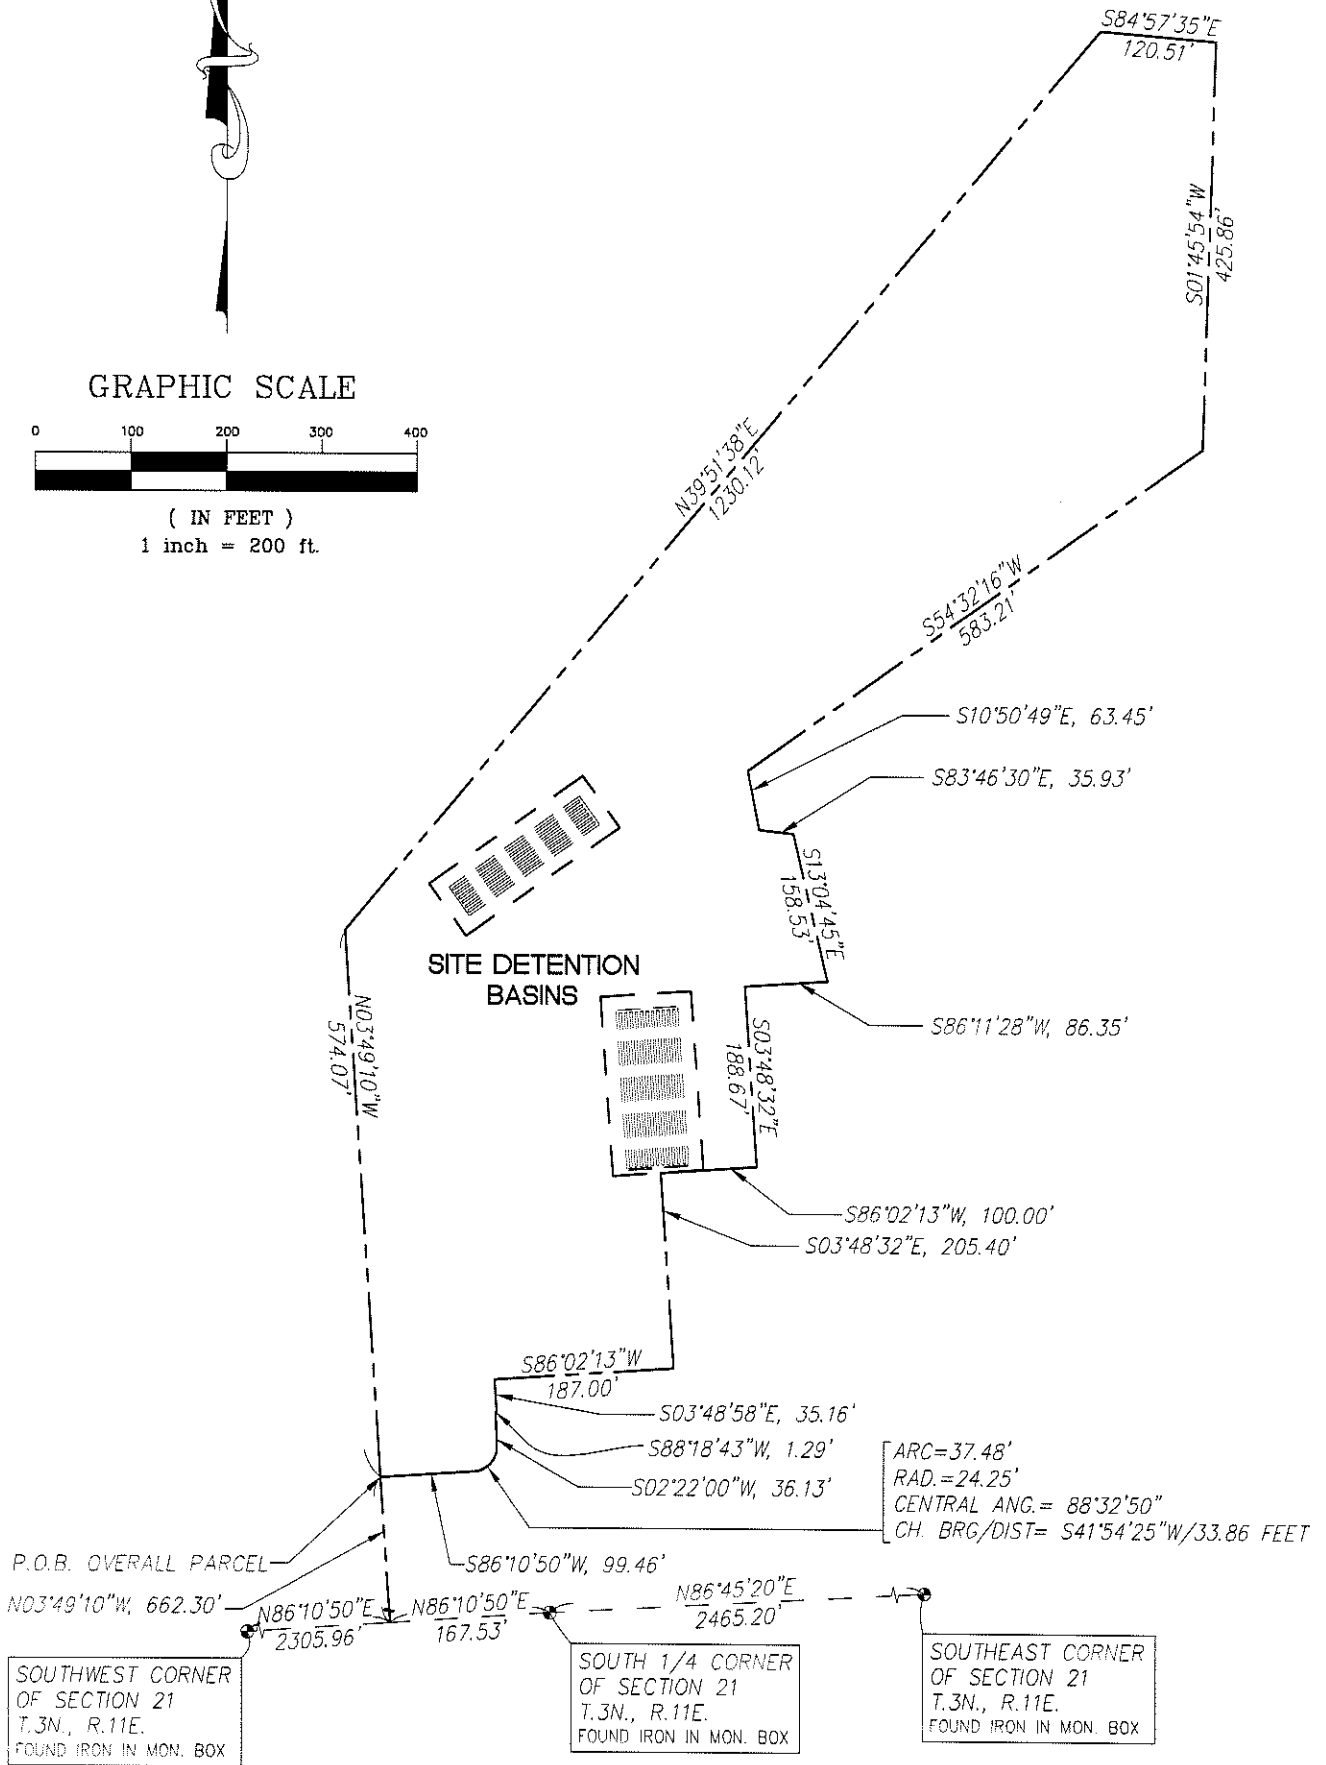 S84°57'35"E
120.51'
S01°45'54"W
425.86'
GRAPHIC SCALE
0 100 200 300 400
( IN FEET )
1 inch = 200 ft.
N39°51'38"E
1230.12'
S54°32'16"W
583.21'
S10°50'49"E, 63.45'
S83°46'30"E, 35.93'
S13°04'45"E
158.53'
SITE DETENTION
BASINS
S86°11'28"W, 86.35'
N03°49'10"W
574.07'
S03°48'32"E
188.67'
S86°02'13"W, 100.00'
S03°48'32"E, 205.40'
S86°02'13"W
187.00'
S03°48'58"E, 35.16'
S88°18'43"W, 1.29'
S02°22'00"W, 36.13'
ARC=37.48'
RAD.=24.25'
CENTRAL ANG.= 88°32'50"
CH. BRG/DIST= S41°54'25"W/33.86 FEET
P.O.B. OVERALL PARCEL
S86°10'50"W, 99.46'
N03°49'10"W, 662.30'
N86°10'50"E
2305.96'
N86°10'50"E
167.53'
N86°45'20"E
2465.20'
SOUTHWEST CORNER
OF SECTION 21
T.3N., R.11E.
FOUND IRON IN MON. BOX
SOUTH 1/4 CORNER
OF SECTION 21
T.3N., R.11E.
FOUND IRON IN MON. BOX
SOUTHEAST CORNER
OF SECTION 21
T.3N., R.11E.
FOUND IRON IN MON. BOX